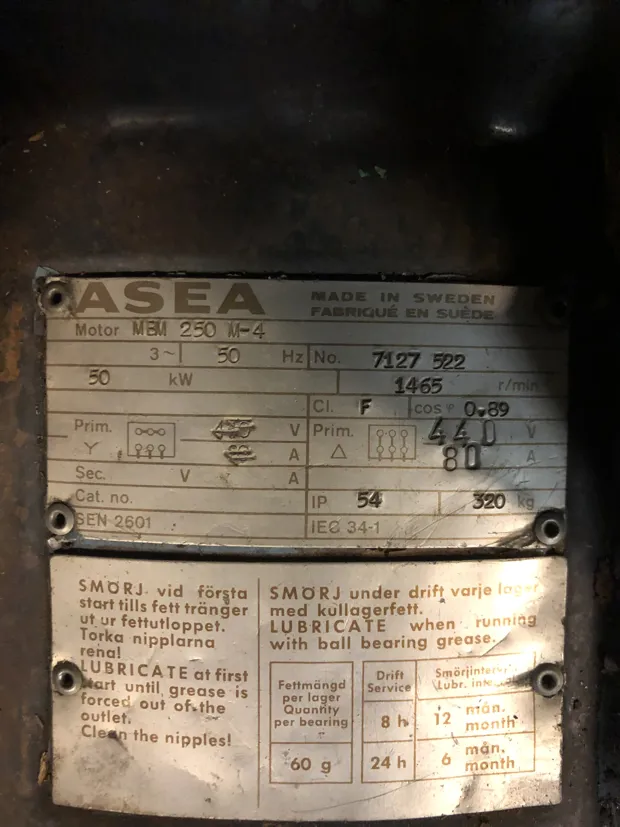 ASEA MADE IN SWEDEN
FABRIQUÉ EN SUÈDE
Motor MBM 250 M-4
3~ 50 Hz No. 7127 522
50 kW 1465 r/min
Cl. F cos φ 0.89
Prim. Y V Prim. △ 440 V
A 80 A
Sec. V A
Cat. no. IP 54 320 kg
SEN 2601 IEC 34-1
SMÖRJ vid första
start tills fett tränger
ut ur fettutloppet.
Torka nipplarna
rena!
LUBRICATE at first
start until grease is
forced out of the
outlet.
Clean the nipples!
SMÖRJ under drift varje lager
med kullagerfett.
LUBRICATE when running
with ball bearing grease.
Fettmängd
per lager
Quantity
per bearing
60 g
Drift
Service
Smörjinterv
Lubr.
8 h 12 mån.
month
24 h 6 mån.
month